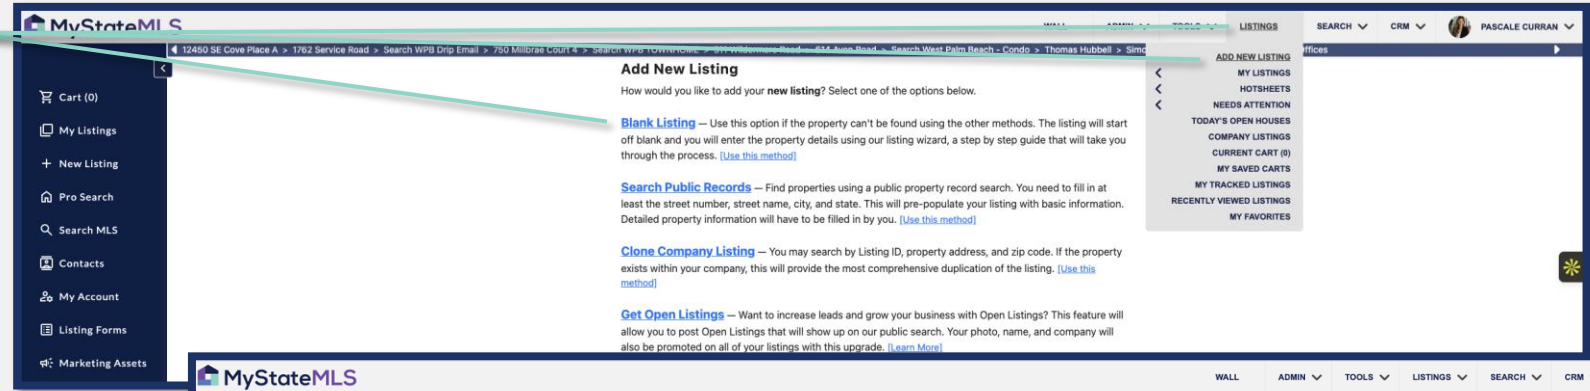 MyStateMLS
WALL ADMIN TOOLS LISTINGS SEARCH CRM PASCALE CURRAN
12450 SE Cove Place A > 1762 Service Road > Search WPB Drip Email > 750 Millbrae Court 4 > Search WPB TOWNHOME > 311 Wildermere Road > 614 Avon Road > Search West Palm Beach - Condo > Thomas Hubbell >
ADD NEW LISTING
MY LISTINGS
HOTSHEETS
NEEDS ATTENTION
TODAY'S OPEN HOUSES
COMPANY LISTINGS
CURRENT CART (0)
MY SAVED CARTS
MY TRACKED LISTINGS
RECENTLY VIEWED LISTINGS
MY FAVORITES
Cart (0)
My Listings
+ New Listing
Pro Search
Search MLS
Contacts
My Account
Listing Forms
Marketing Assets
Add New Listing
How would you like to add your new listing? Select one of the options below.
Blank Listing — Use this option if the property can't be found using the other methods. The listing will start
off blank and you will enter the property details using our listing wizard, a step by step guide that will take you
through the process. [Use this method]
Search Public Records — Find properties using a public property record search. You need to fill in at
least the street number, street name, city, and state. This will pre-populate your listing with basic information.
Detailed property information will have to be filled in by you. [Use this method]
Clone Company Listing — You may search by Listing ID, property address, and zip code. If the property
exists within your company, this will provide the most comprehensive duplication of the listing. [Use this
method]
Get Open Listings — Want to increase leads and grow your business with Open Listings? This feature will
allow you to post Open Listings that will show up on our public search. Your photo, name, and company will
also be promoted on all of your listings with this upgrade. [Learn More]
MyStateMLS
WALL ADMIN TOOLS LISTINGS SEARCH CRM